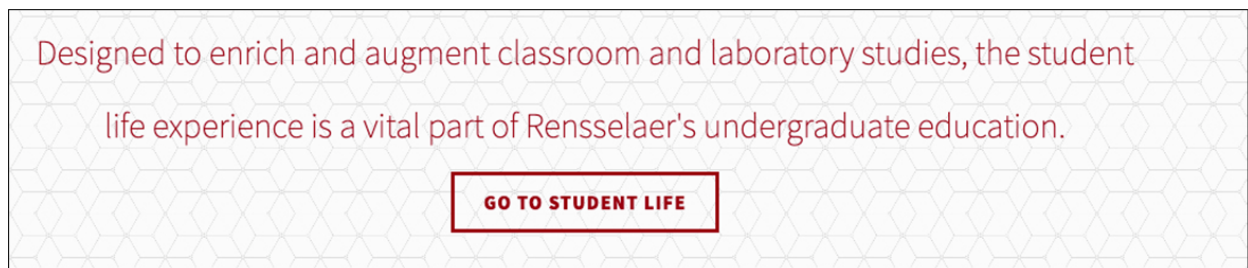 Designed to enrich and augment classroom and laboratory studies, the student
life experience is a vital part of Rensselaer's undergraduate education.
GO TO STUDENT LIFE